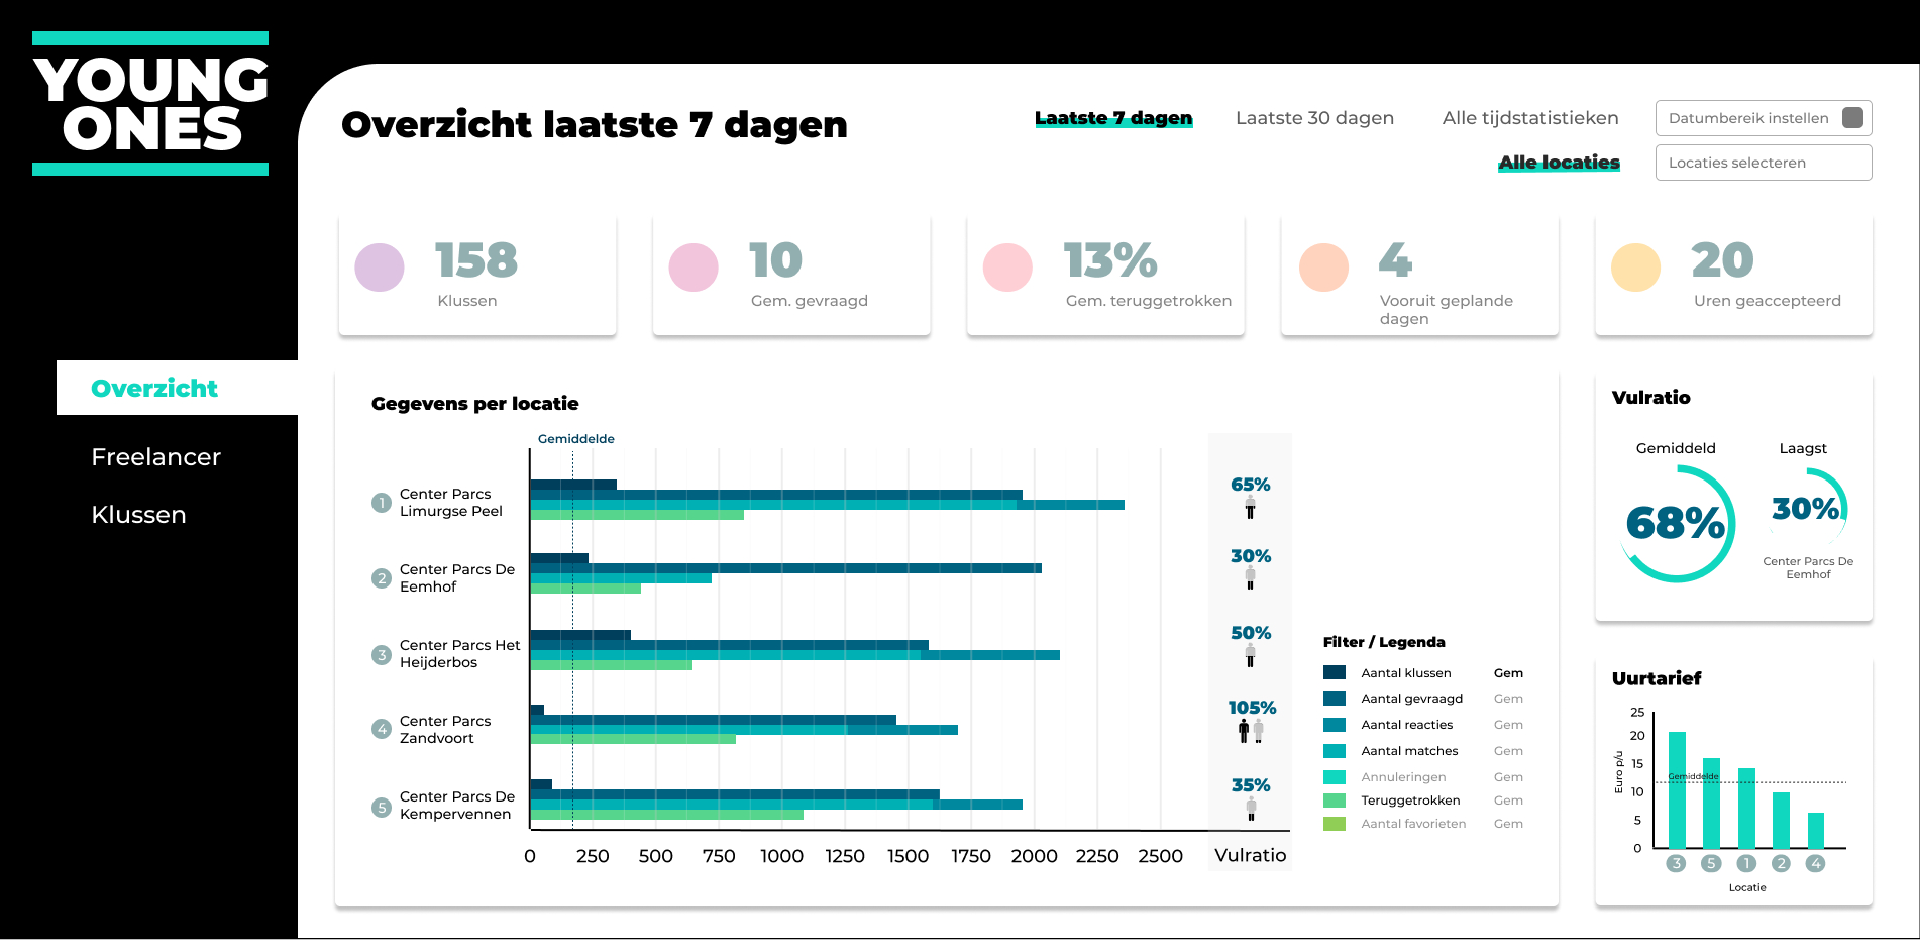 YOUNG
ONES
Overzicht laatste 7 dagen
Laatste 7 dagen
Laatste 30 dagen
Alle tijdstatistieken
Datumbereik instellen
Alle locaties
Locaties selecteren
158
Klussen
10
Gem. gevraagd
13%
Gem. teruggetrokken
4
Vooruit geplande
dagen
20
Uren geaccepteerd
Overzicht
Freelancer
Klussen
Gegevens per locatie
Gemiddelde
1
Center Parcs
Limurgse Peel
65%
2
Center Parcs De
Eemhof
30%
3
Center Parcs Het
Heijderbos
50%
4
Center Parcs
Zandvoort
105%
5
Center Parcs De
Kempervennen
35%
0 250 500 750 1000 1250 1500 1750 2000 2250 2500 Vulratio
Filter / Legenda
Aantal klussen Gem
Aantal gevraagd Gem
Aantal reacties Gem
Aantal matches Gem
Annuleringen Gem
Teruggetrokken Gem
Aantal favorieten Gem
Vulratio
Gemiddeld
68%
Laagst
30%
Center Parcs De
Eemhof
Uurtarief
Euro p/u
25
20
15
10
5
0
Gemiddelde
3 5 1 2 4
Locatie